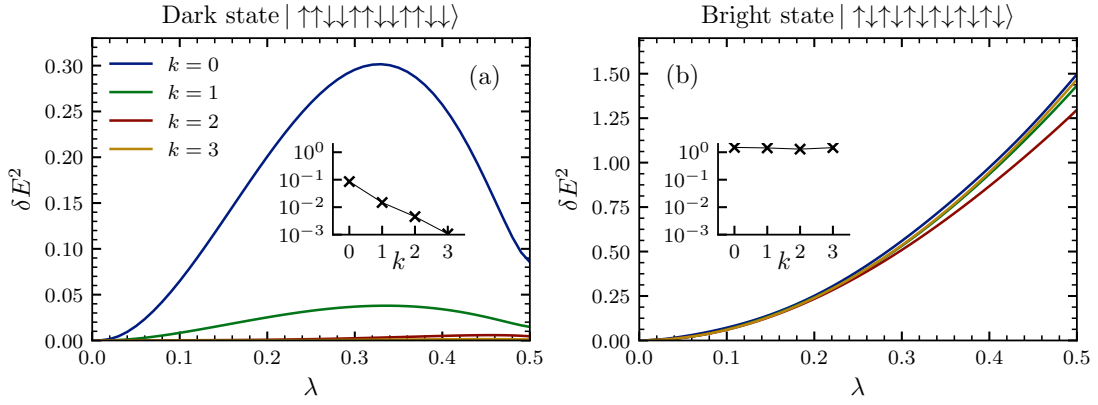 Dark state | ↑↑↓↓↑↑↓↓↑↑↓↓⟩
(a)
k = 0
k = 1
k = 2
k = 3
δE²
0.30
0.25
0.20
0.15
0.10
0.05
0.00
0.0 0.1 0.2 0.3 0.4 0.5
λ
10⁰
10⁻¹
10⁻²
10⁻³
0 1 2 3
k
Bright state | ↑↓↑↓↑↓↑↓↑↓↑↓⟩
(b)
δE²
1.50
1.25
1.00
0.75
0.50
0.25
0.00
0.0 0.1 0.2 0.3 0.4 0.5
λ
10⁰
10⁻¹
10⁻²
10⁻³
0 1 2 3
k